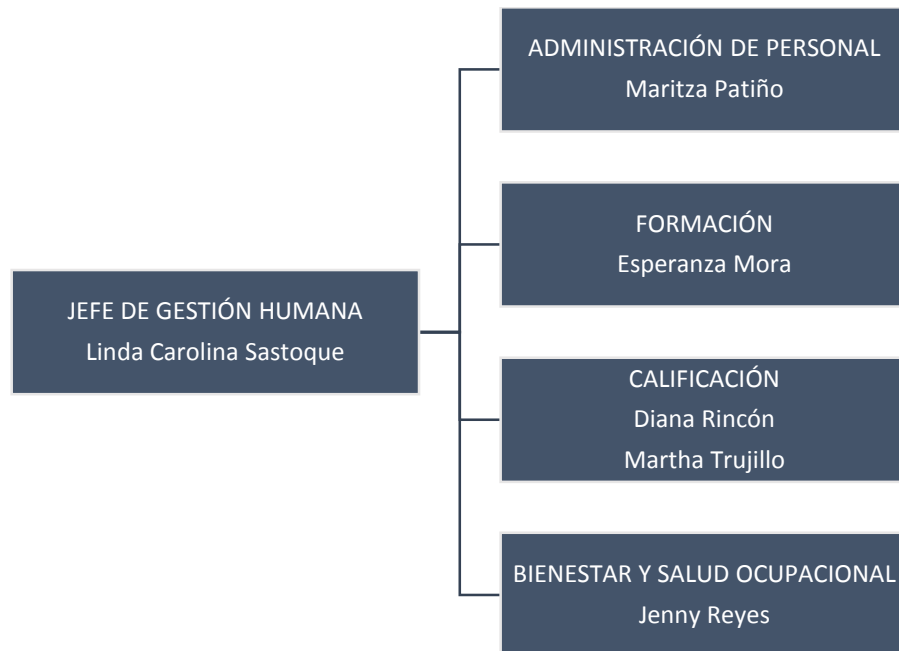 JEFE DE GESTIÓN HUMANA
Linda Carolina Sastoque
ADMINISTRACIÓN DE PERSONAL
Maritza Patiño
FORMACIÓN
Esperanza Mora
CALIFICACIÓN
Diana Rincón
Martha Trujillo
BIENESTAR Y SALUD OCUPACIONAL
Jenny Reyes